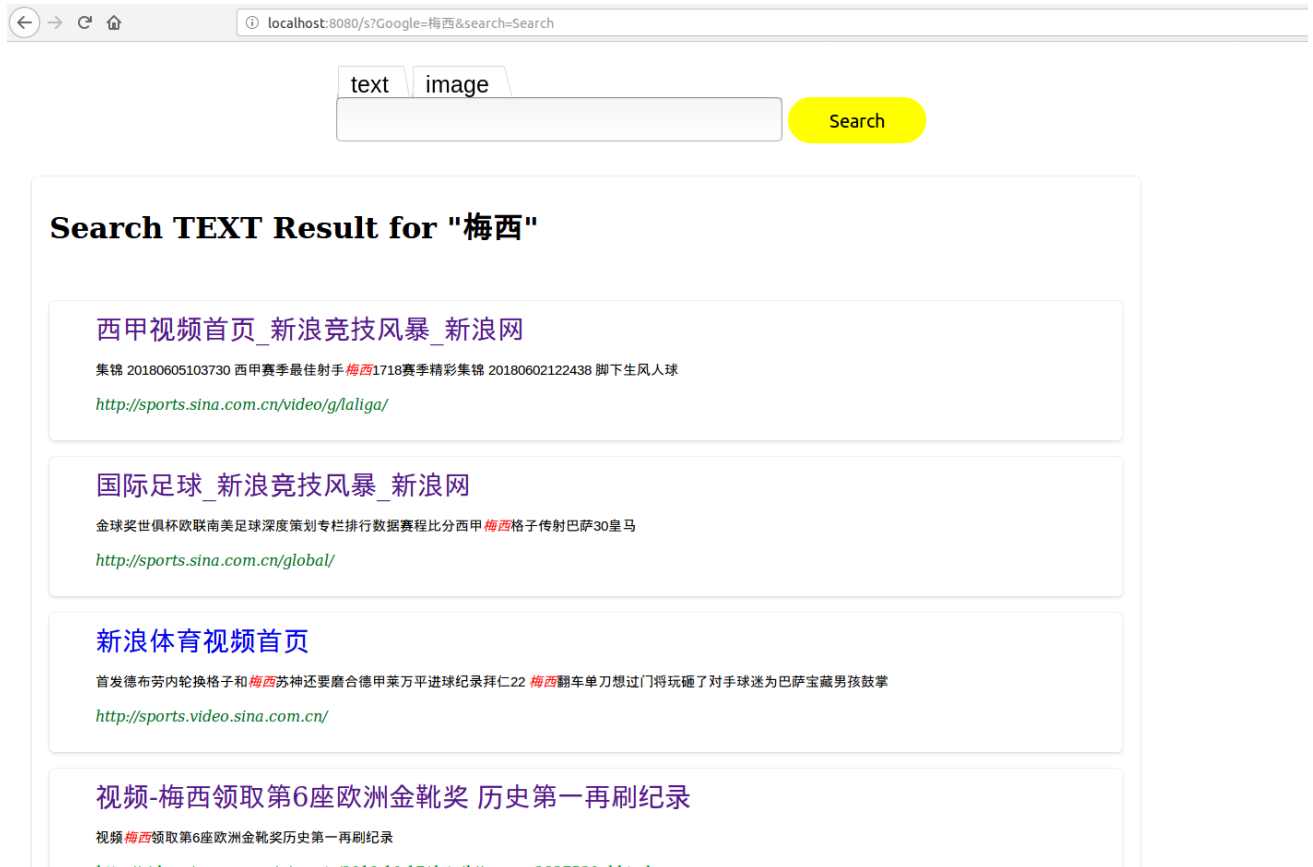 localhost:8080/s?Google=梅西&search=Search
text image
Search
Search TEXT Result for "梅西"
西甲视频首页_新浪竞技风暴_新浪网
集锦 20180605103730 西甲赛季最佳射手梅西1718赛季精彩集锦 20180602122438 脚下生风人球
http://sports.sina.com.cn/video/g/laliga/
国际足球_新浪竞技风暴_新浪网
金球奖世俱杯欧联南美足球深度策划专栏排行数据赛程比分西甲梅西格子传射巴萨30皇马
http://sports.sina.com.cn/global/
新浪体育视频首页
首发德布劳内轮换格子和梅西苏神还要磨合德甲莱万平进球纪录拜仁22 梅西翻车单刀想过门将玩砸了对手球迷为巴萨宝藏男孩鼓掌
http://sports.video.sina.com.cn/
视频-梅西领取第6座欧洲金靴奖 历史第一再刷纪录
视频梅西领取第6座欧洲金靴奖历史第一再刷纪录